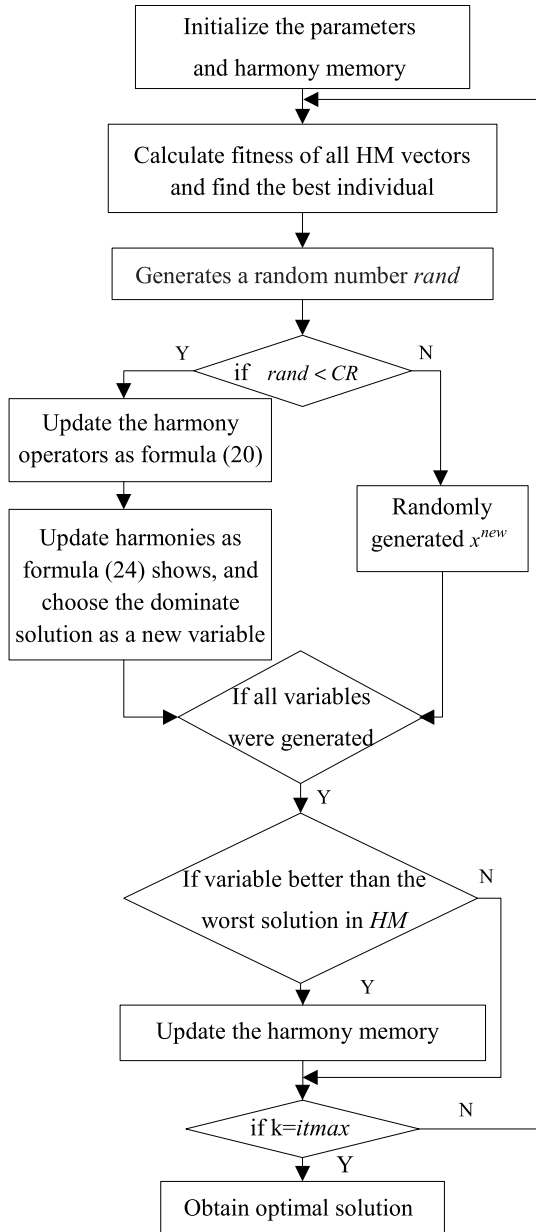 Initialize the parameters
and harmony memory
Calculate fitness of all HM vectors
and find the best individual
Generates a random number rand
Y
N
if rand < CR
Update the harmony
operators as formula (20)
Randomly
generated x^new
Update harmonies as
formula (24) shows, and
choose the dominate
solution as a new variable
If all variables
were generated
Y
If variable better than the
worst solution in HM
N
Y
Update the harmony memory
if k=itmax
N
Y
Obtain optimal solution